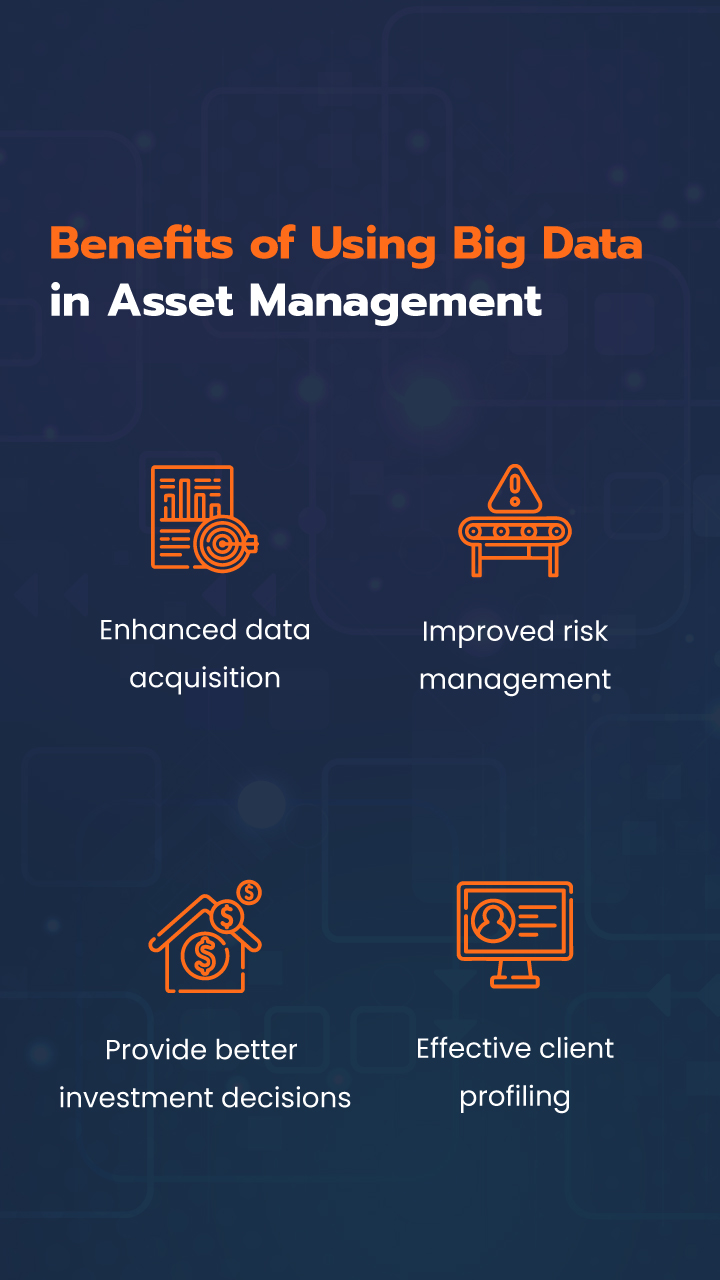 Benefits of Using Big Data
in Asset Management
Enhanced data
acquisition
Improved risk
management
Provide better
investment decisions
Effective client
profiling